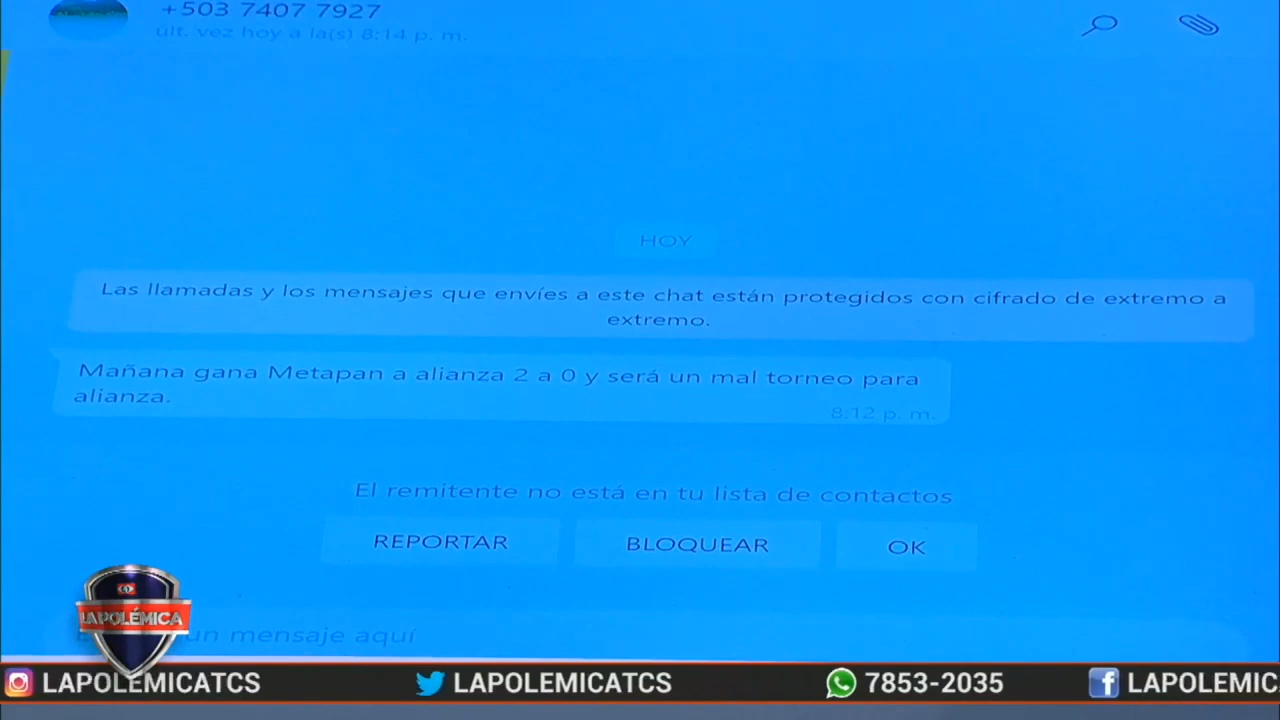 +503 7407 7927
últ. vez hoy a la(s) 8:14 p. m.
HOY
Las llamadas y los mensajes que envíes a este chat están protegidos con cifrado de extremo a
extremo.
Mañana gana Metapan a alianza 2 a 0 y será un mal torneo para
alianza.
8:12 p. m.
El remitente no está en tu lista de contactos
REPORTAR BLOQUEAR OK
un mensaje aquí
LA POLÉMICA
LAPOLEMICATCS LAPOLEMICATCS 7853-2035 LAPOLEMIC